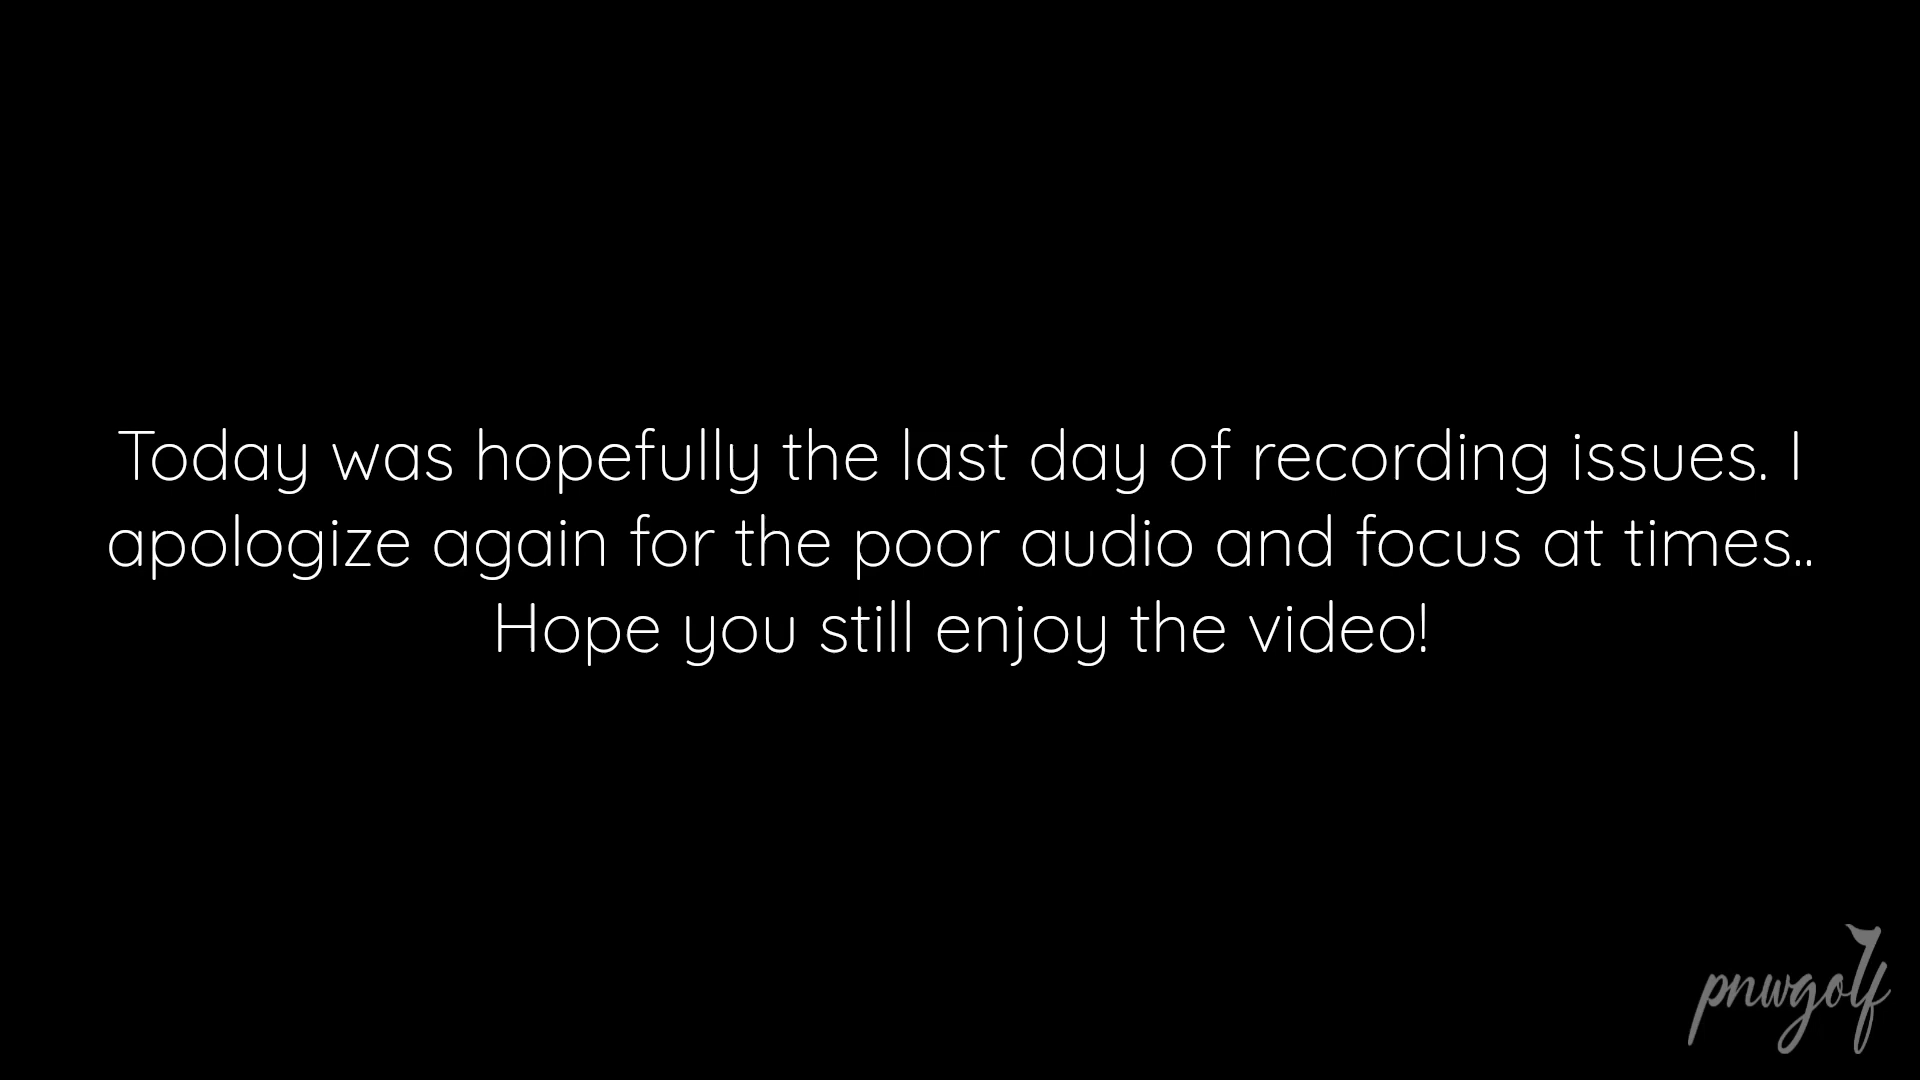 Today was hopefully the last day of recording issues. I
apologize again for the poor audio and focus at times..
Hope you still enjoy the video!
pnwgolf